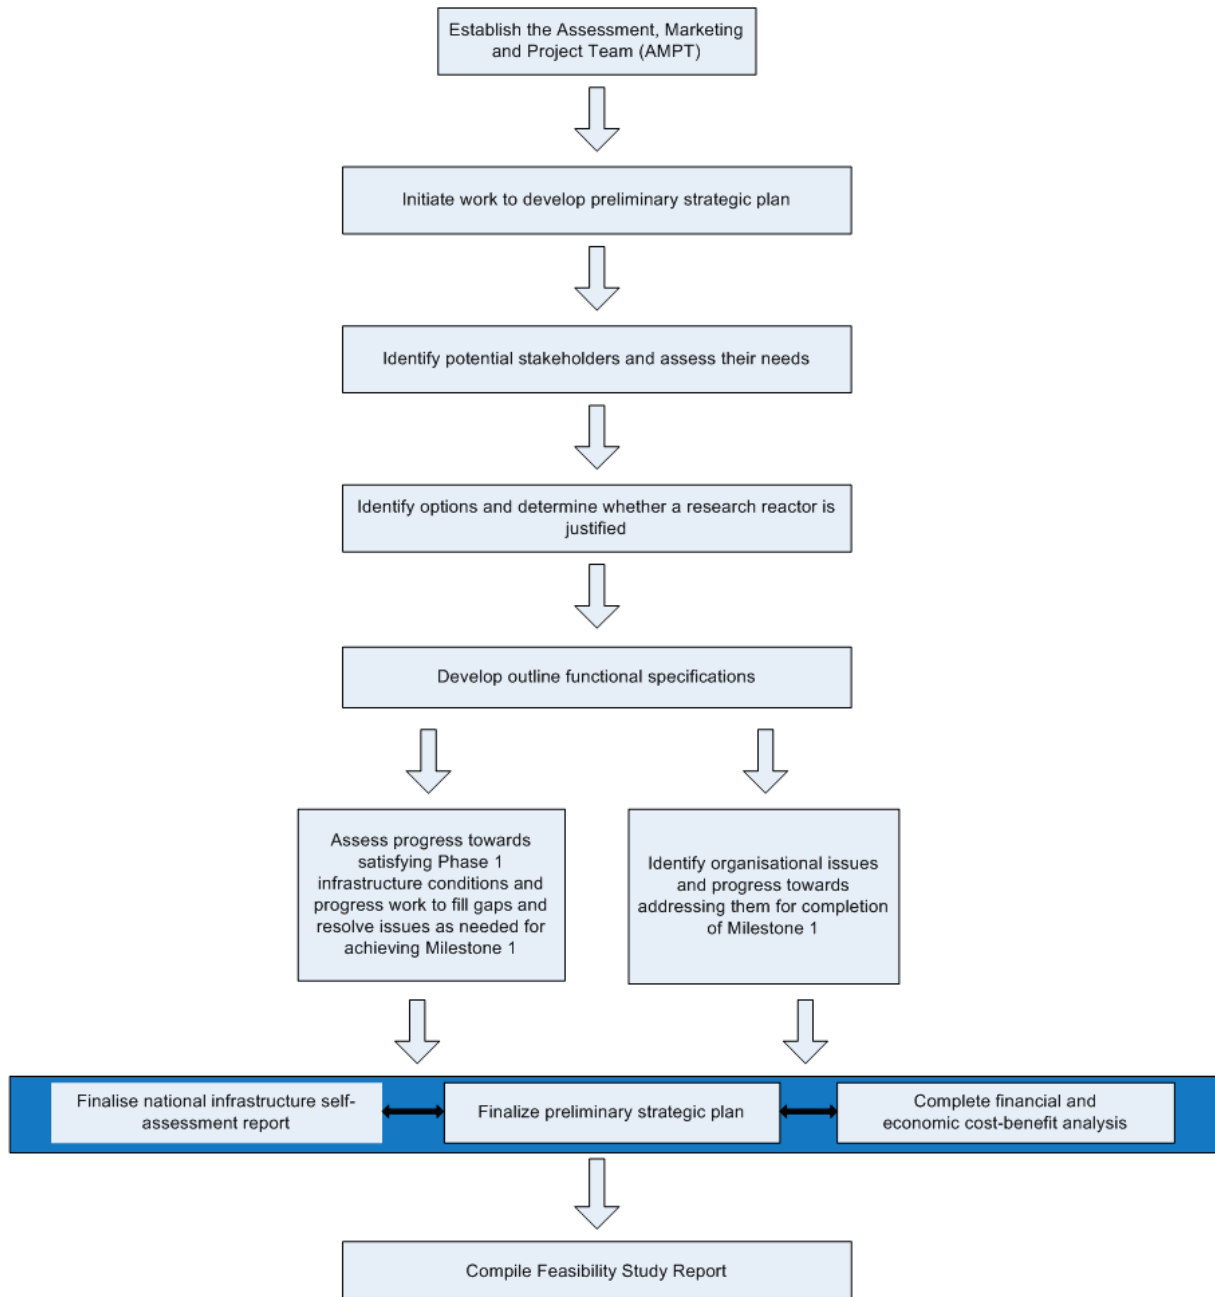 Establish the Assessment, Marketing
and Project Team (AMPT)
Initiate work to develop preliminary strategic plan
Identify potential stakeholders and assess their needs
Identify options and determine whether a research reactor is
justified
Develop outline functional specifications
Assess progress towards
satisfying Phase 1
infrastructure conditions and
progress work to fill gaps and
resolve issues as needed for
achieving Milestone 1
Identify organisational issues
and progress towards
addressing them for completion
of Milestone 1
Finalise national infrastructure self-
assessment report
Finalize preliminary strategic plan
Complete financial and
economic cost-benefit analysis
Compile Feasibility Study Report